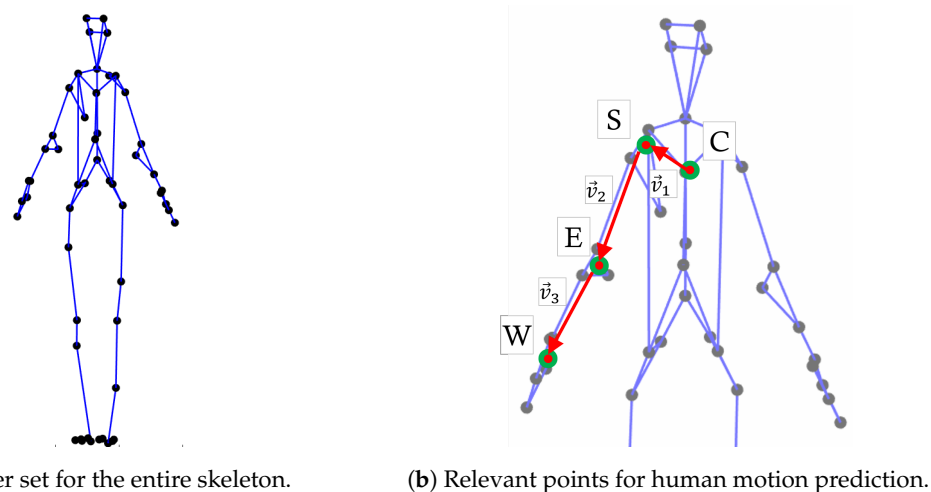 S
C
v⃗₁
v⃗₂
E
v⃗₃
W
er set for the entire skeleton.
(b) Relevant points for human motion prediction.